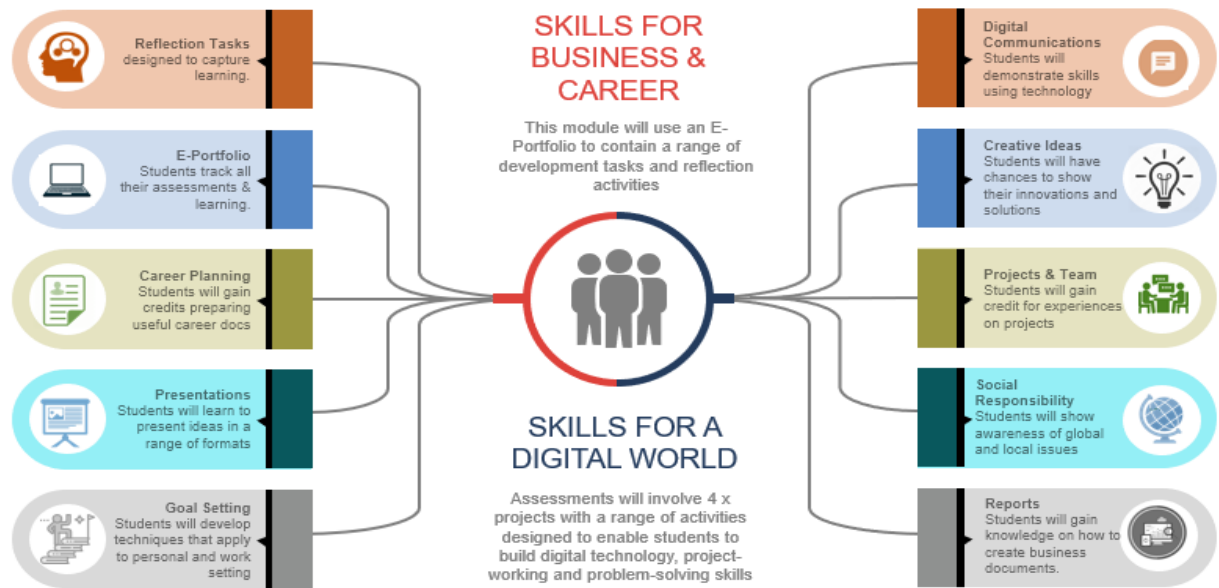 Reflection Tasks
designed to capture
learning.
E-Portfolio
Students track all
their assessments &
learning.
Career Planning
Students will gain
credits preparing
useful career docs
Presentations
Students will learn to
present ideas in a
range of formats
Goal Setting
Students will develop
techniques that apply
to personal and work
setting
SKILLS FOR
BUSINESS &
CAREER
This module will use an E-
Portfolio to contain a range of
development tasks and reflection
activities
SKILLS FOR A
DIGITAL WORLD
Assessments will involve 4 x
projects with a range of activities
designed to enable students to
build digital technology, project-
working and problem-solving skills
Digital
Communications
Students will
demonstrate skills
using technology
Creative Ideas
Students will have
chances to show
their innovations and
solutions
Projects & Team
Students will gain
credit for experiences
on projects
Social
Responsibility
Students will show
awareness of global
and local issues
Reports
Students will gain
knowledge on how to
create business
documents.